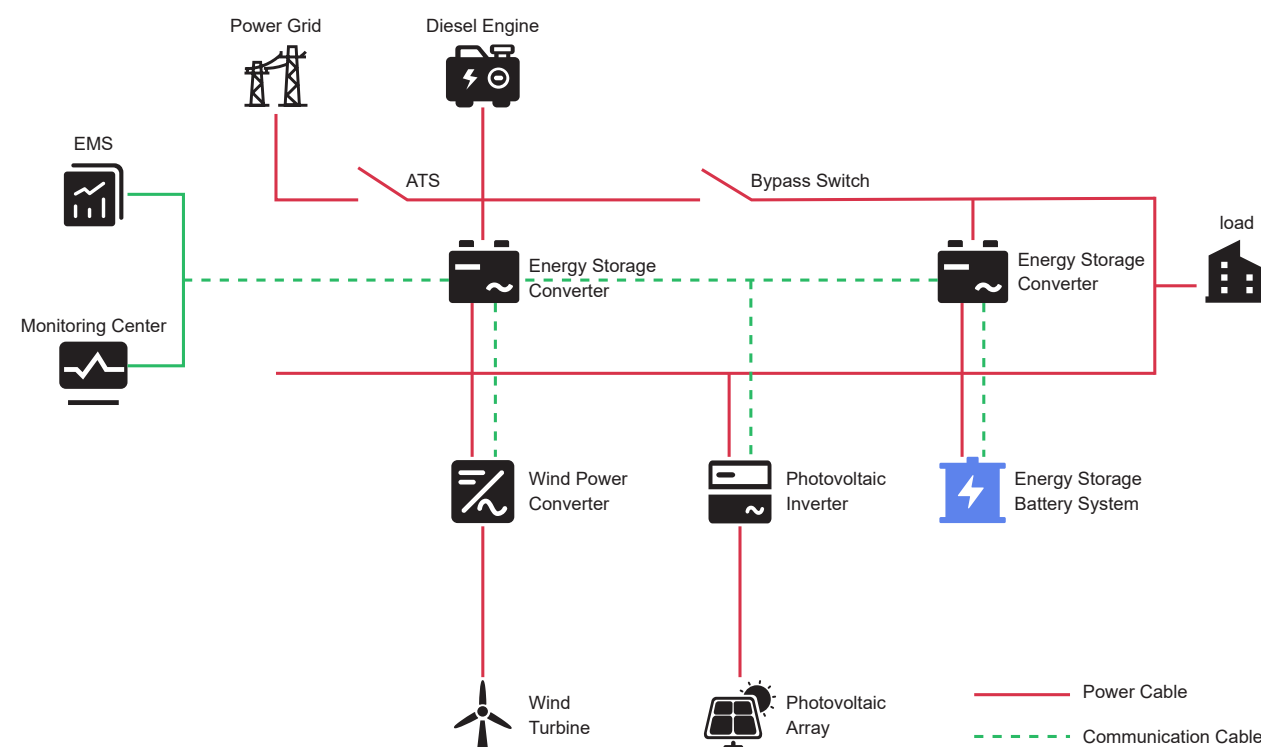 Power Grid
Diesel Engine
EMS
ATS
Bypass Switch
load
Energy Storage
Converter
Energy Storage
Converter
Monitoring Center
Wind Power
Converter
Photovoltaic
Inverter
Energy Storage
Battery System
Wind
Turbine
Photovoltaic
Array
Power Cable
Communication Cable